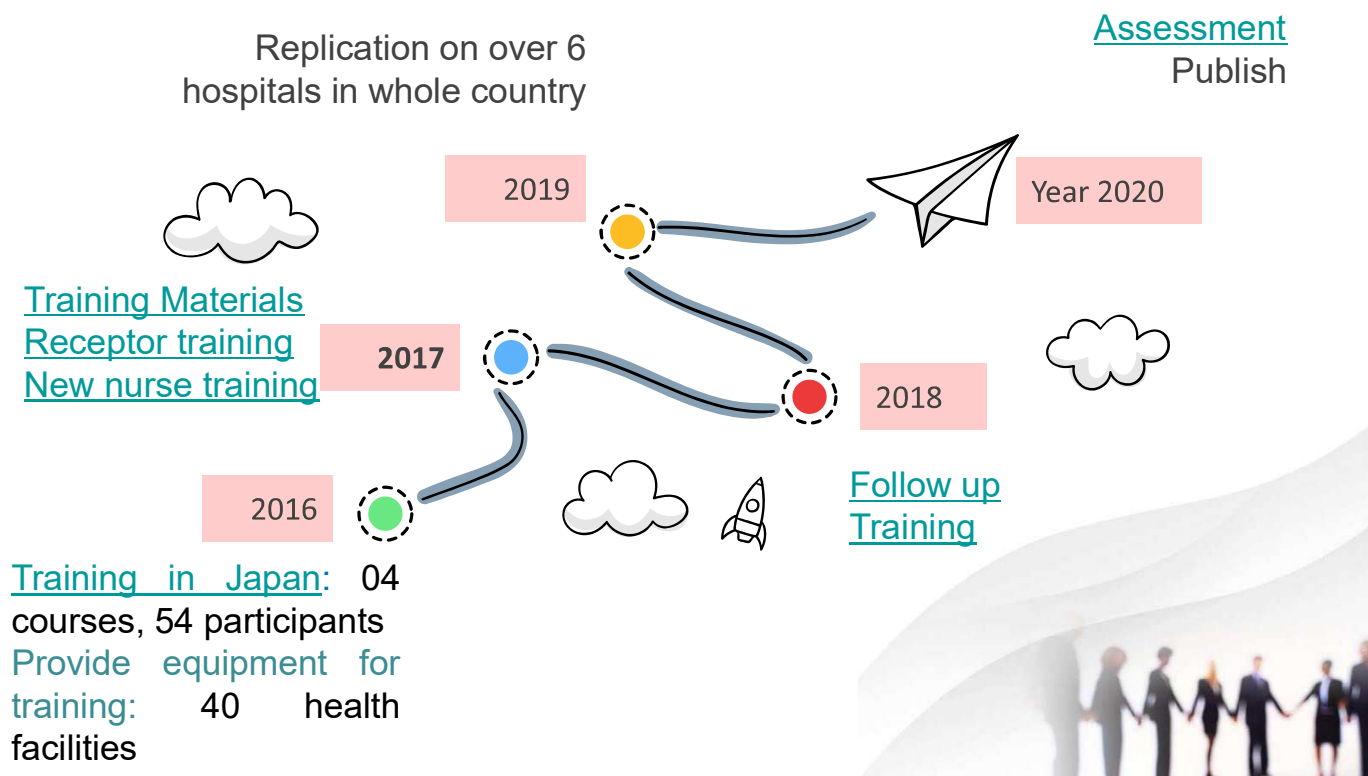 Replication on over 6
hospitals in whole country
Assessment
Publish
2019
Year 2020
Training Materials
Receptor training
New nurse training
2017
2018
2016
Follow up
Training
Training in Japan: 04
courses, 54 participants
Provide equipment for
training: 40 health
facilities